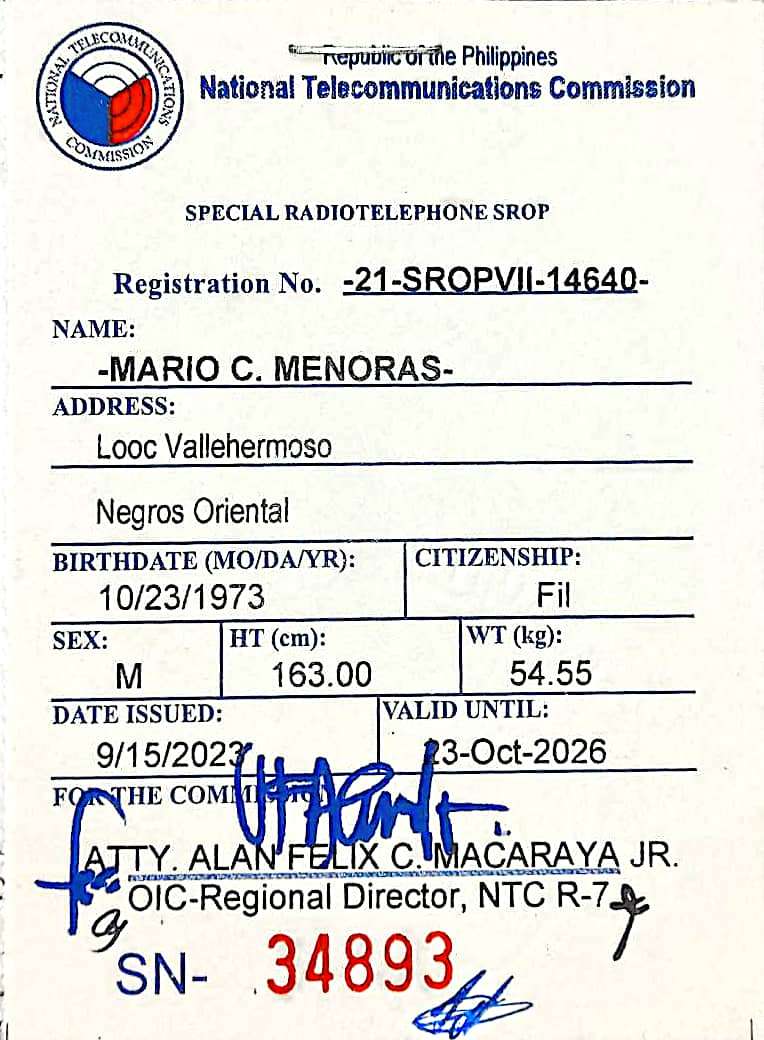 NATIONAL TELECOMMUNICATIONS COMMISSION
Republic of the Philippines
National Telecommunications Commission
SPECIAL RADIOTELEPHONE SROP
Registration No. -21-SROPVII-14640-
NAME:
-MARIO C. MENORAS-
ADDRESS:
Looc Vallehermoso
Negros Oriental
BIRTHDATE (MO/DA/YR): CITIZENSHIP:
10/23/1973 Fil
SEX: HT (cm): WT (kg):
M 163.00 54.55
DATE ISSUED: VALID UNTIL:
9/15/2023 23-Oct-2026
FOR THE COMMISSION
ATTY. ALAN FELIX C. MACARAYA JR.
OIC-Regional Director, NTC R-7
SN- 34893